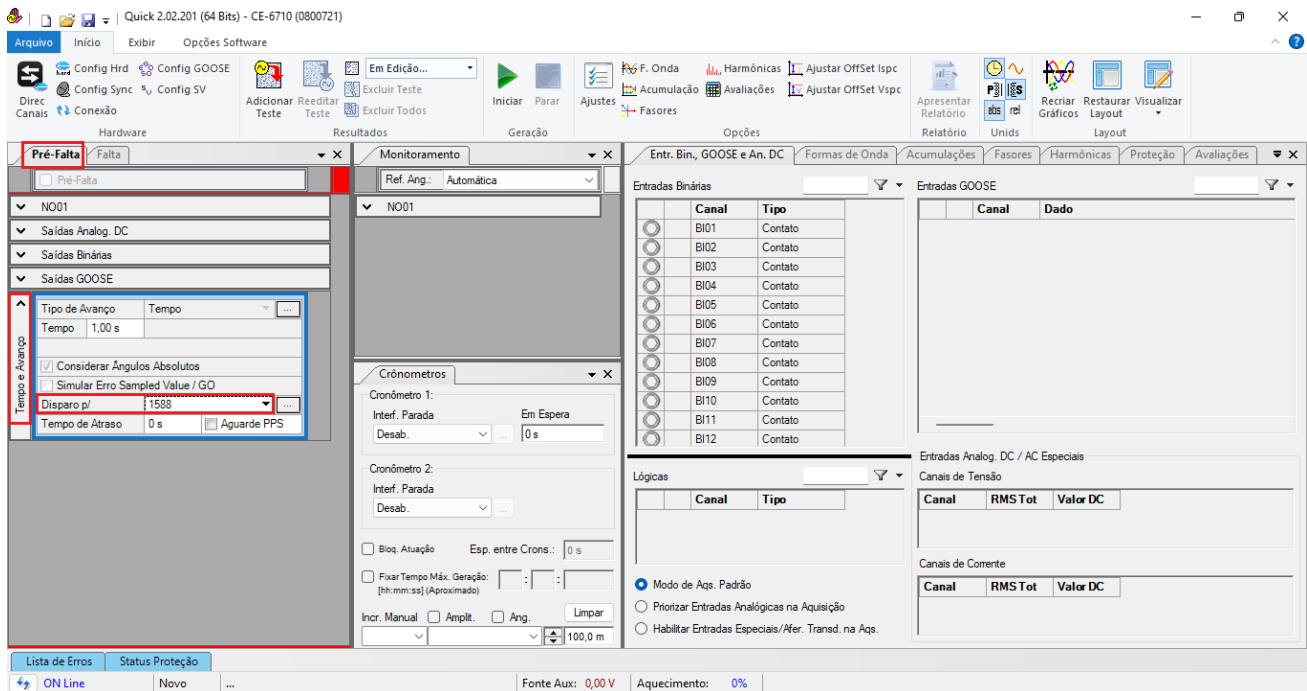 Quick 2.02.201 (64 Bits) - CE-6710 (0800721)
Arquivo Início Exibir Opções Software
Direc Canais
Config Hrd
Config Sync
Conexão
Config GOOSE
Config SV
Hardware
Adicionar Teste
Reeditar Teste
Em Edição...
Excluir Teste
Excluir Todos
Resultados
Iniciar Parar
Geração
Ajustes
F. Onda
Acumulação
Fasores
Harmônicas
Avaliações
Ajustar OffSet Ispc
Ajustar OffSet Vspc
Opções
Apresentar Relatório
Relatório
P S
abs rel
Unids
Recriar Gráficos
Restaurar Layout
Visualizar
Layout
Pré-Falta Falta
Pré-Falta
NO01
Saídas Analog. DC
Saídas Binárias
Saídas GOOSE
Tempo e Avanço
Tipo de Avanço Tempo ...
Tempo 1,00 s
Considerar Ângulos Absolutos
Simular Erro Sampled Value / GO
Disparo p/ 1588 ...
Tempo de Atraso 0 s Aguarde PPS
Monitoramento
Ref. Ang.: Automática
NO01
Crônometros
Cronômetro 1:
Interf. Parada Em Espera
Desab. ... 0 s
Cronômetro 2:
Interf. Parada
Desab. ...
Bloq. Atuação Esp. entre Crons.: 0 s
Fixar Tempo Máx. Geração: : :
[hh:mm:ss] (Aproximado)
Incr. Manual Amplit. Ang. Limpar
100,0 m
Entr. Bin., GOOSE e An. DC Formas de Onda Acumulações Fasores Harmônicas Proteção Avaliações
Entradas Binárias
Canal Tipo
BI01 Contato
BI02 Contato
BI03 Contato
BI04 Contato
BI05 Contato
BI06 Contato
BI07 Contato
BI08 Contato
BI09 Contato
BI10 Contato
BI11 Contato
BI12 Contato
Lógicas
Canal Tipo
Modo de Aqs. Padrão
Priorizar Entradas Analógicas na Aquisição
Habilitar Entradas Especiais/Afer. Transd. na Aqs.
Entradas GOOSE
Canal Dado
Entradas Analog. DC / AC Especiais
Canais de Tensão
Canal RMS Tot Valor DC
Canais de Corrente
Canal RMS Tot Valor DC
Lista de Erros Status Proteção
ON Line Novo ... Fonte Aux: 0,00 V Aquecimento: 0%